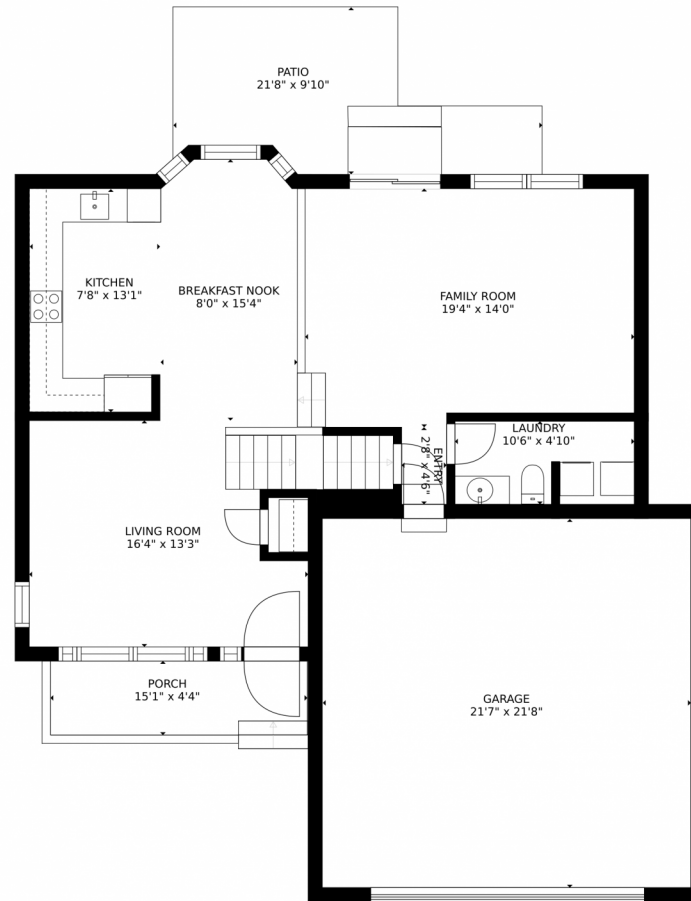 PATIO
21'8" x 9'10"
KITCHEN
7'8" x 13'1"
BREAKFAST NOOK
8'0" x 15'4"
FAMILY ROOM
19'4" x 14'0"
LAUNDRY
10'6" x 4'10"
ENTRY
2'8" x 4'6"
LIVING ROOM
16'4" x 13'3"
PORCH
15'1" x 4'4"
GARAGE
21'7" x 21'8"